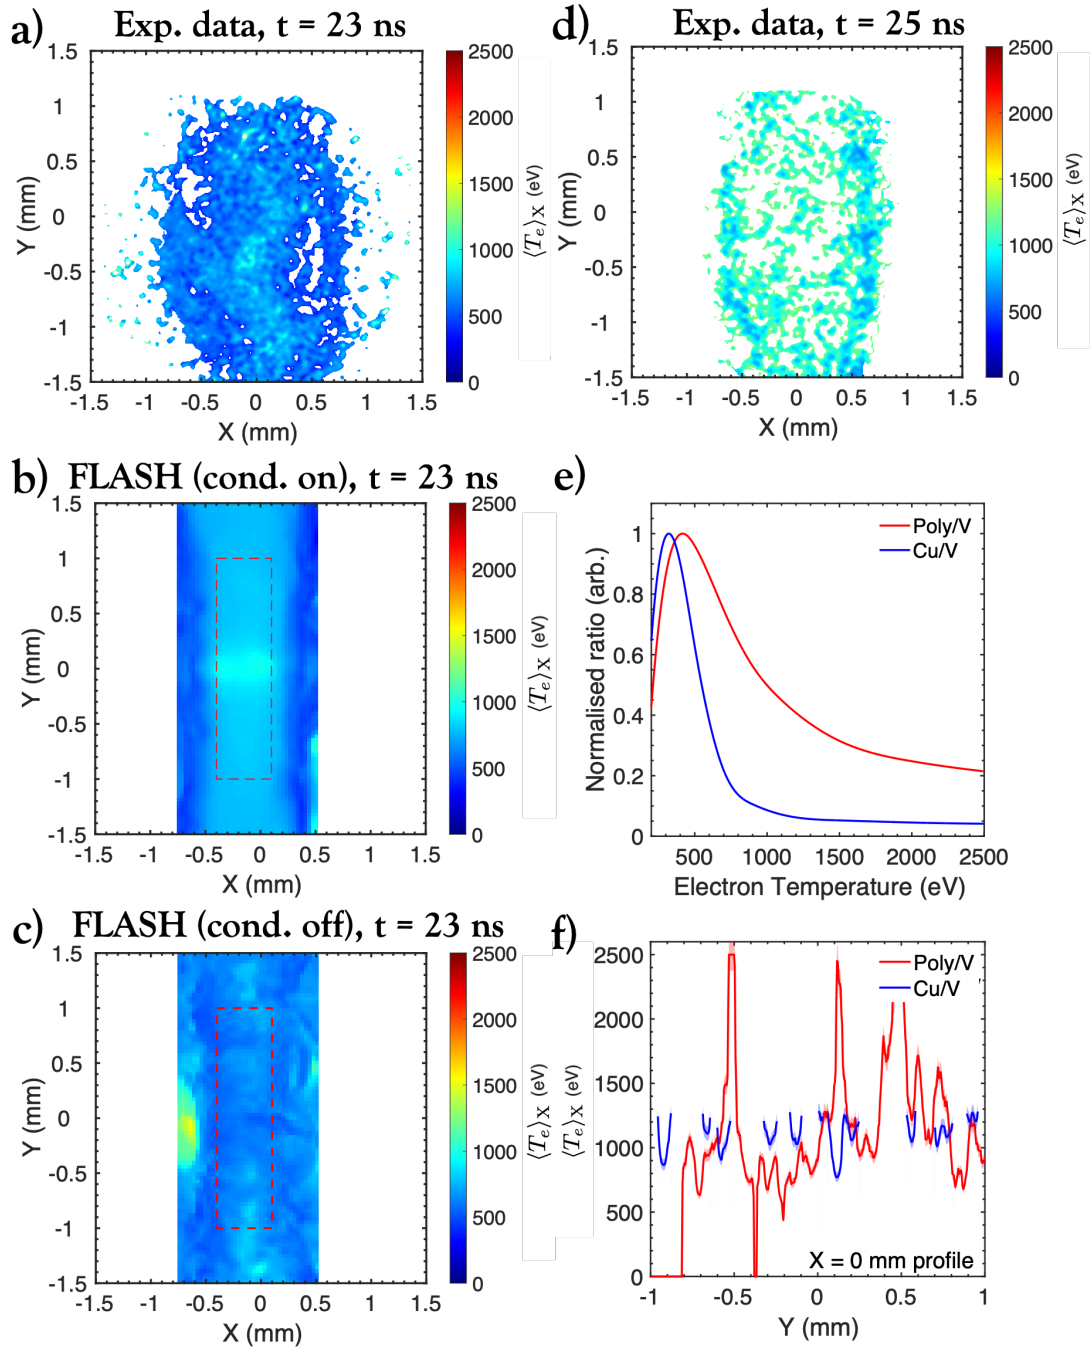 a) Exp. data, t = 23 ns
1.5
1
0.5
0
-0.5
-1
-1.5
Y (mm)
-1.5 -1 -0.5 0 0.5 1 1.5
X (mm)
2500
2000
1500
1000
500
0
⟨Te⟩X (eV)
d) Exp. data, t = 25 ns
1.5
1
0.5
0
-0.5
-1
-1.5
Y (mm)
-1.5 -1 -0.5 0 0.5 1 1.5
X (mm)
2500
2000
1500
1000
500
0
⟨Te⟩X (eV)
b) FLASH (cond. on), t = 23 ns
1.5
1
0.5
0
-0.5
-1
-1.5
Y (mm)
-1.5 -1 -0.5 0 0.5 1 1.5
X (mm)
2500
2000
1500
1000
500
0
⟨Te⟩X (eV)
e)
Poly/V
Cu/V
1
0.8
0.6
0.4
0.2
0
Normalised ratio (arb.)
500 1000 1500 2000 2500
Electron Temperature (eV)
c) FLASH (cond. off), t = 23 ns
1.5
1
0.5
0
-0.5
-1
-1.5
Y (mm)
-1.5 -1 -0.5 0 0.5 1 1.5
X (mm)
2500
2000
1500
1000
500
0
⟨Te⟩X (eV)
f)
⟨Te⟩X (eV)
2500
2000
1500
1000
500
0
Poly/V
Cu/V
X = 0 mm profile
-1 -0.5 0 0.5 1
Y (mm)